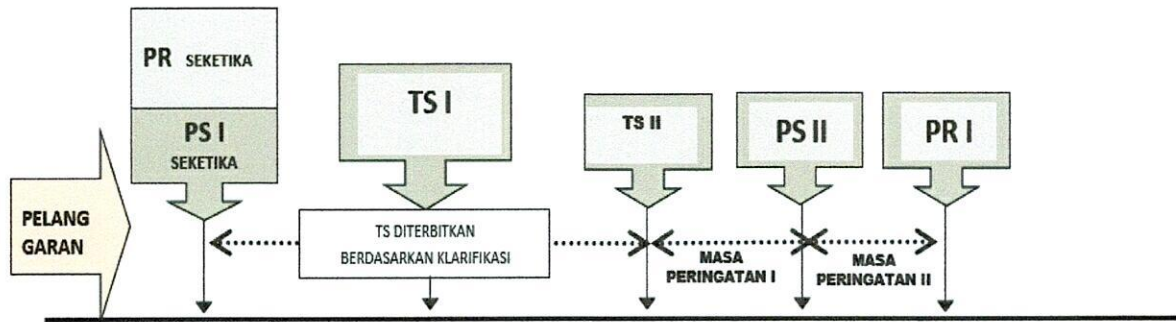 PR SEKETIKA
PS I
SEKETIKA
TS I
TS II
PS II
PR I
PELANG
GARAN
TS DITERBITKAN
BERDASARKAN KLARIFIKASI
MASA
PERINGATAN I
MASA
PERINGATAN II